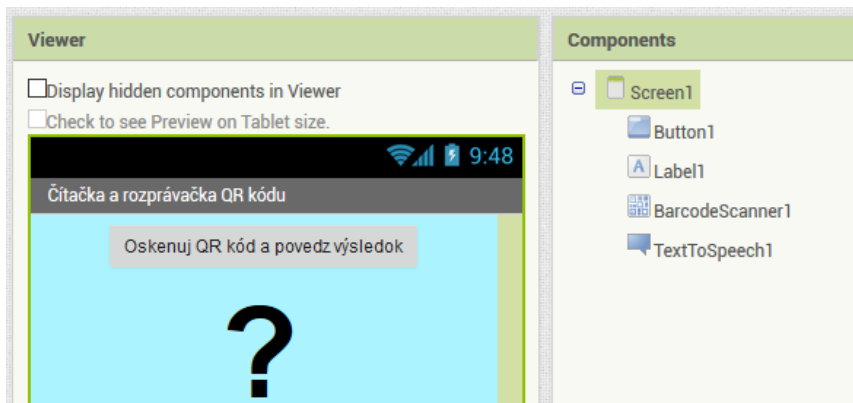 Viewer
Display hidden components in Viewer
Check to see Preview on Tablet size.
9:48
Čítačka a rozprávačka QR kódu
Oskenuj QR kód a povedz výsledok
?
Components
Screen1
Button1
A Label1
BarcodeScanner1
TextToSpeech1